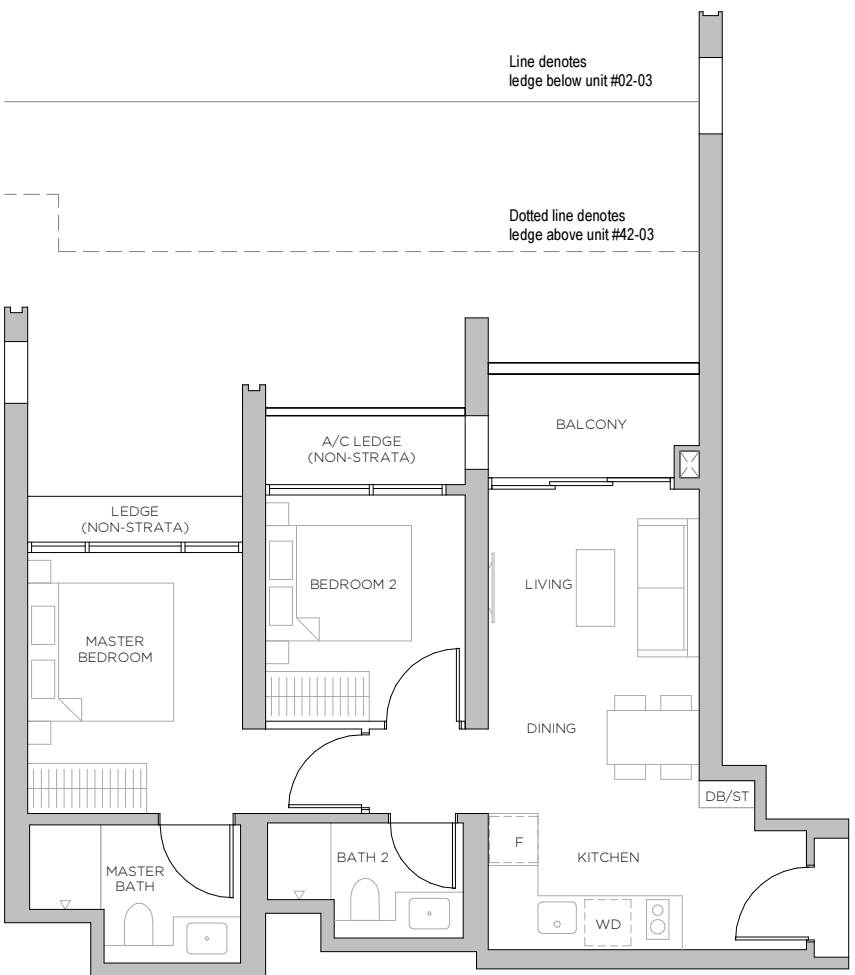 Line denotes
ledge below unit #02-03
Dotted line denotes
ledge above unit #42-03
BALCONY
A/C LEDGE
(NON-STRATA)
LEDGE
(NON-STRATA)
BEDROOM 2
LIVING
MASTER
BEDROOM
DINING
DB/ST
F
KITCHEN
BATH 2
MASTER
BATH
WD